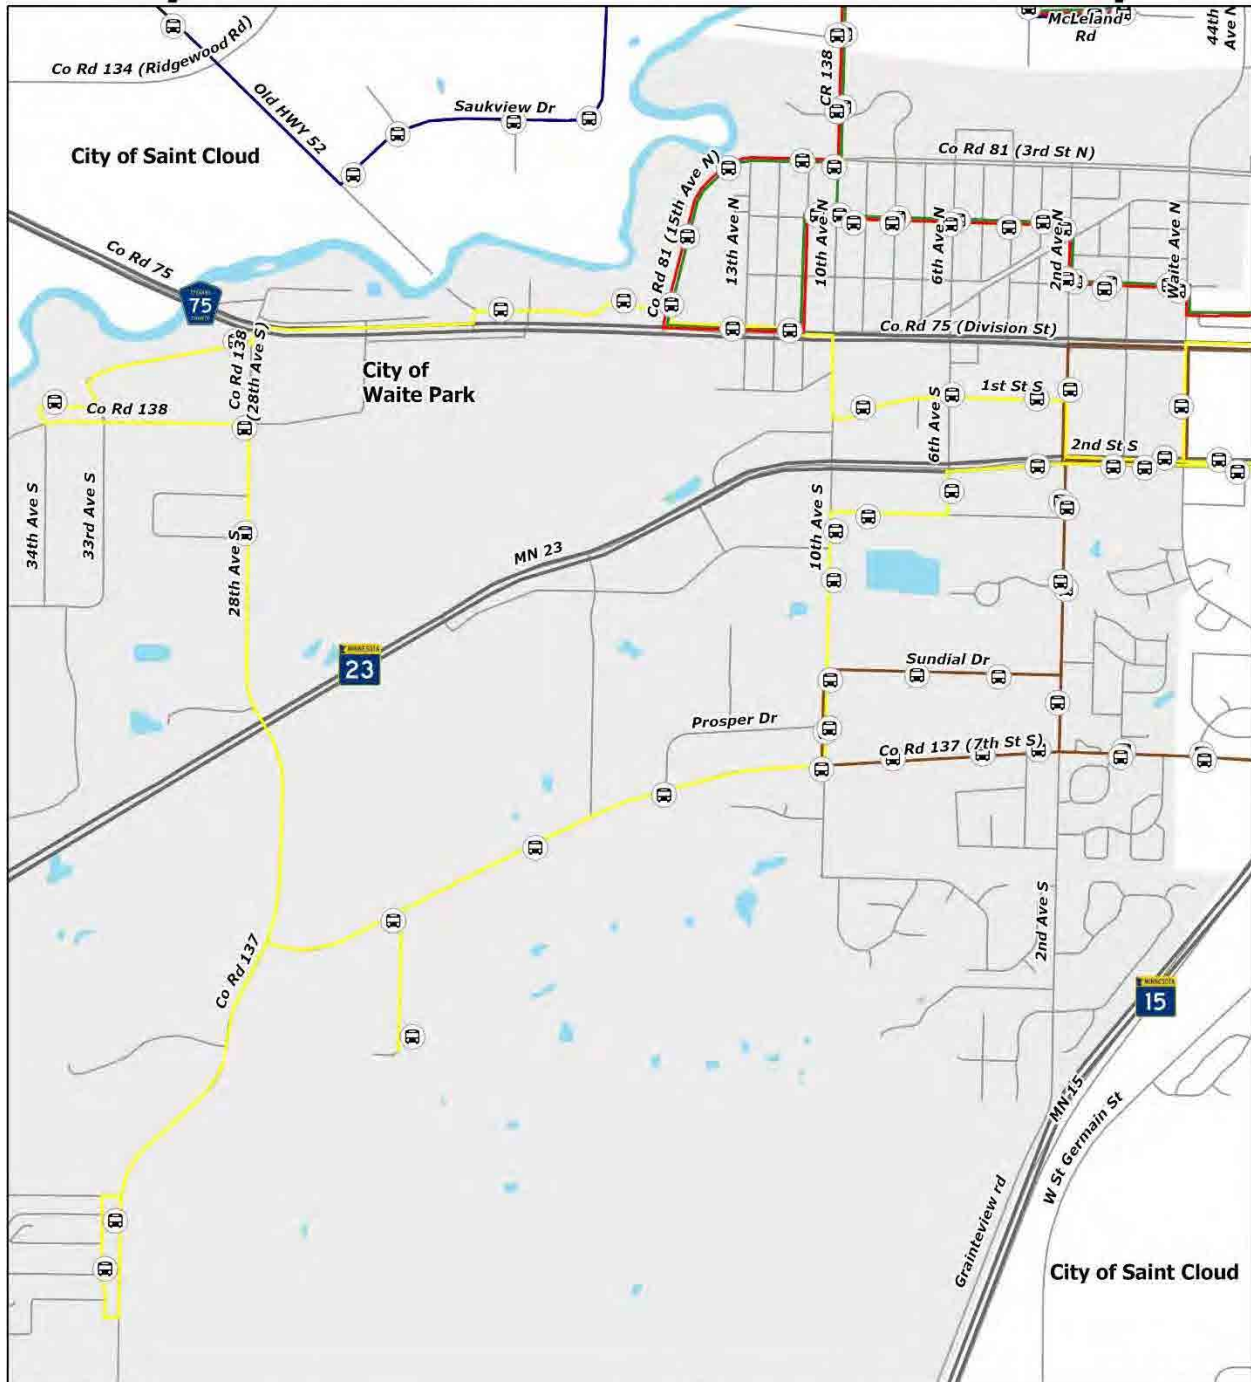 McLeland
Rd
44th
Ave N
Co Rd 134 (Ridgewood Rd)
CR 138
Old HWY 52
Saukview Dr
City of Saint Cloud
Co Rd 81 (3rd St N)
Co Rd 81 (15th Ave N)
13th Ave N
10th Ave N
6th Ave N
2nd Ave N
Waite Ave N
Co Rd 75
75
Co Rd 75 (Division St)
Co Rd 138
(28th Ave S)
City of
Waite Park
Co Rd 138
1st St S
6th Ave S
2nd St S
34th Ave S
33rd Ave S
28th Ave S
MN 23
10th Ave S
MINNESOTA
23
Sundial Dr
Prosper Dr
Co Rd 137 (7th St S)
2nd Ave S
Co Rd 137
MINNESOTA
15
MN 15
W St Germain St
Grainteview rd
City of Saint Cloud